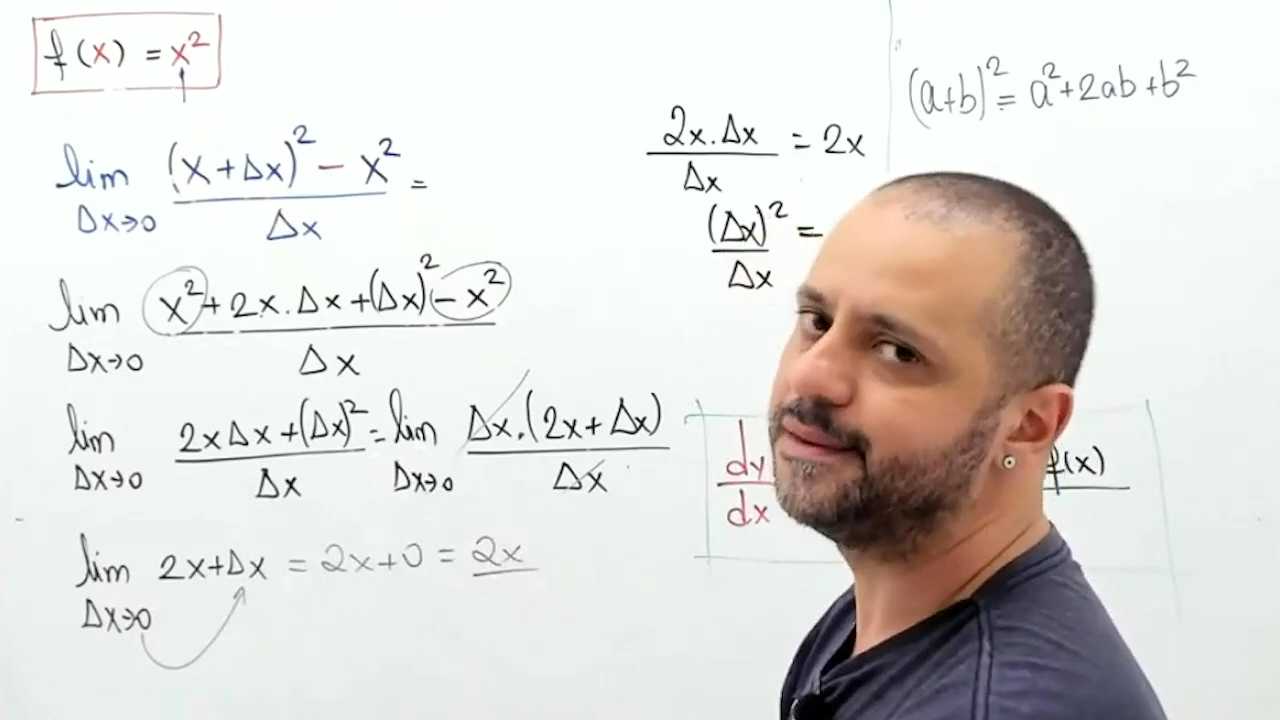 f(x) = x²
lim Δx→0 ((x+Δx)² − x²)/Δx =
lim Δx→0 (x² + 2x.Δx + (Δx)² − x²)/Δx
lim Δx→0 (2xΔx + (Δx)²)/Δx = lim Δx→0 (Δx.(2x+Δx))/Δx
lim Δx→0 2x+Δx = 2x+0 = 2x
(2x.Δx)/Δx = 2x
(Δx)²/Δx =
(a+b)² = a²+2ab+b²
dy/dx
f(x)